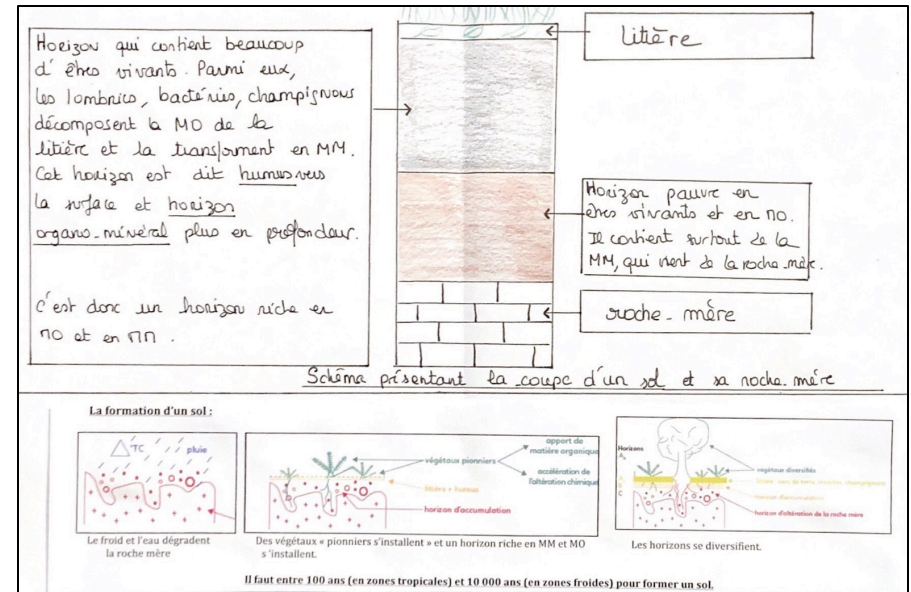 Horizon qui contient beaucoup
d'êtres vivants. Parmi eux,
les lombrics, bactéries, champignons
décomposent la MO de la
litière et la transforment en MM.
Cet horizon est dit humus vers
la surface et horizon
organo-minéral plus en profondeur.
C'est donc un horizon riche en
MO et en MM.
litière
Horizon pauvre en
êtres vivants et en MO.
Il contient surtout de la
MM, qui vient de la roche-mère.
roche-mère
Schéma présentant la coupe d'un sol et sa roche-mère
La formation d'un sol :
△T°C
pluie
Le froid et l'eau dégradent
la roche mère
végétaux pionniers
apport de
matière organique
accélération de
l'altération chimique
litière + humus
horizon d'accumulation
Des végétaux « pionniers s'installent » et un horizon riche en MM et MO
s'installent.
Horizons
végétaux diversifiés
horizon d'accumulation
horizon d'altération de la roche mère
Les horizons se diversifient.
Il faut entre 100 ans (en zones tropicales) et 10 000 ans (en zones froides) pour former un sol.